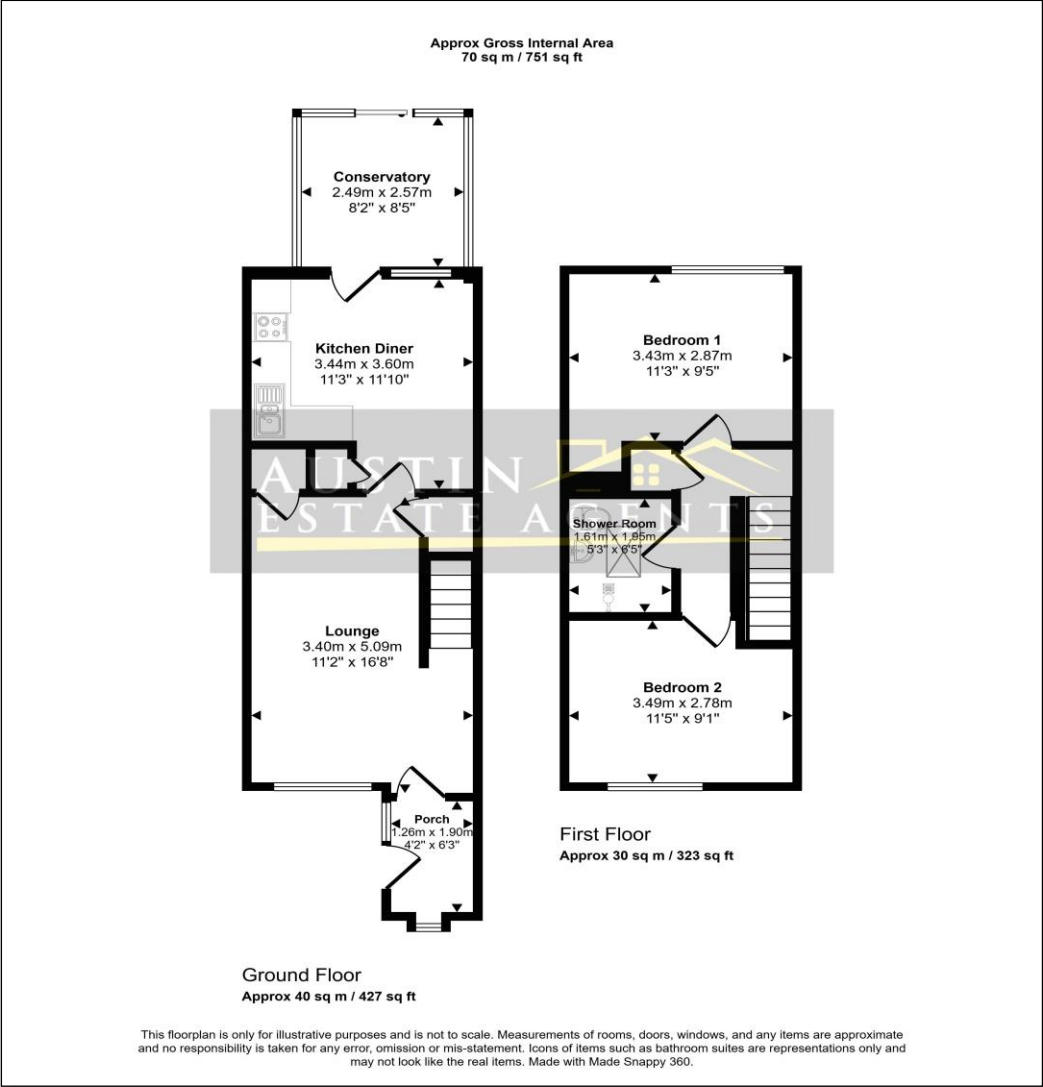 Approx Gross Internal Area
70 sq m / 751 sq ft
Conservatory
2.49m x 2.57m
8'2" x 8'5"
Kitchen Diner
3.44m x 3.60m
11'3" x 11'10"
Bedroom 1
3.43m x 2.87m
11'3" x 9'5"
AUSTIN
ESTATE AGENTS
Shower Room
1.61m x 1.95m
5'3" x 6'5"
Lounge
3.40m x 5.09m
11'2" x 16'8"
Bedroom 2
3.49m x 2.78m
11'5" x 9'1"
Porch
1.26m x 1.90m
4'2" x 6'3"
First Floor
Approx 30 sq m / 323 sq ft
Ground Floor
Approx 40 sq m / 427 sq ft
This floorplan is only for illustrative purposes and is not to scale. Measurements of rooms, doors, windows, and any items are approximate
and no responsibility is taken for any error, omission or mis-statement. Icons of items such as bathroom suites are representations only and
may not look like the real items. Made with Made Snappy 360.